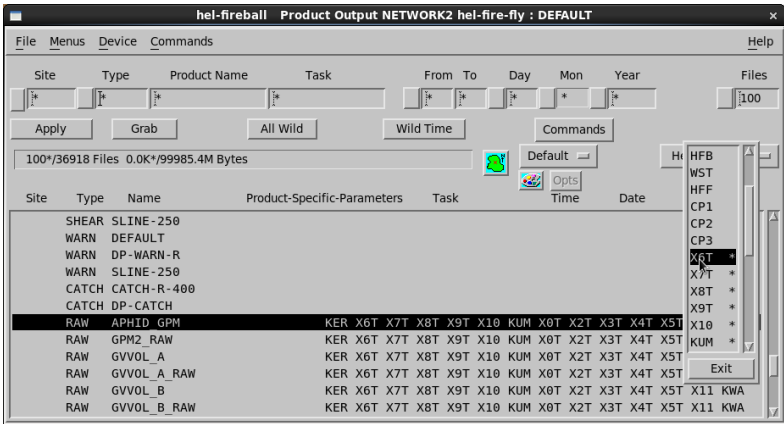 hel-fireball Product Output NETWORK2 hel-fire-fly : DEFAULT
File Menus Device Commands Help
Site Type Product Name Task From To Day Mon Year Files
* * * * * * * * * 100
Apply Grab All Wild Wild Time Commands
100*/36918 Files 0.0K*/99985.4M Bytes
Default
Opts
Site Type Name Product-Specific-Parameters Task Time Date
SHEAR SLINE-250
WARN DEFAULT
WARN DP-WARN-R
WARN SLINE-250
CATCH CATCH-R-400
CATCH DP-CATCH
RAW APHID_GPM KER X6T X7T X8T X9T X10 KUM X0T X2T X3T X4T X5T
RAW GPM2_RAW KER X6T X7T X8T X9T X10 KUM X0T X2T X3T X4T X5T
RAW GVVOL_A KER X6T X7T X8T X9T X10 KUM X0T X2T X3T X4T X5T
RAW GVVOL_A_RAW KER X6T X7T X8T X9T X10 KUM X0T X2T X3T X4T X5T
RAW GVVOL_B KER X6T X7T X8T X9T X10 KUM X0T X2T X3T X4T X5T X11 KWA
RAW GVVOL_B_RAW KER X6T X7T X8T X9T X10 KUM X0T X2T X3T X4T X5T X11 KWA
HFB
WST
HFF
CP1
CP2
CP3
X6T *
X7T *
X8T *
X9T *
X10 *
KUM *
Exit